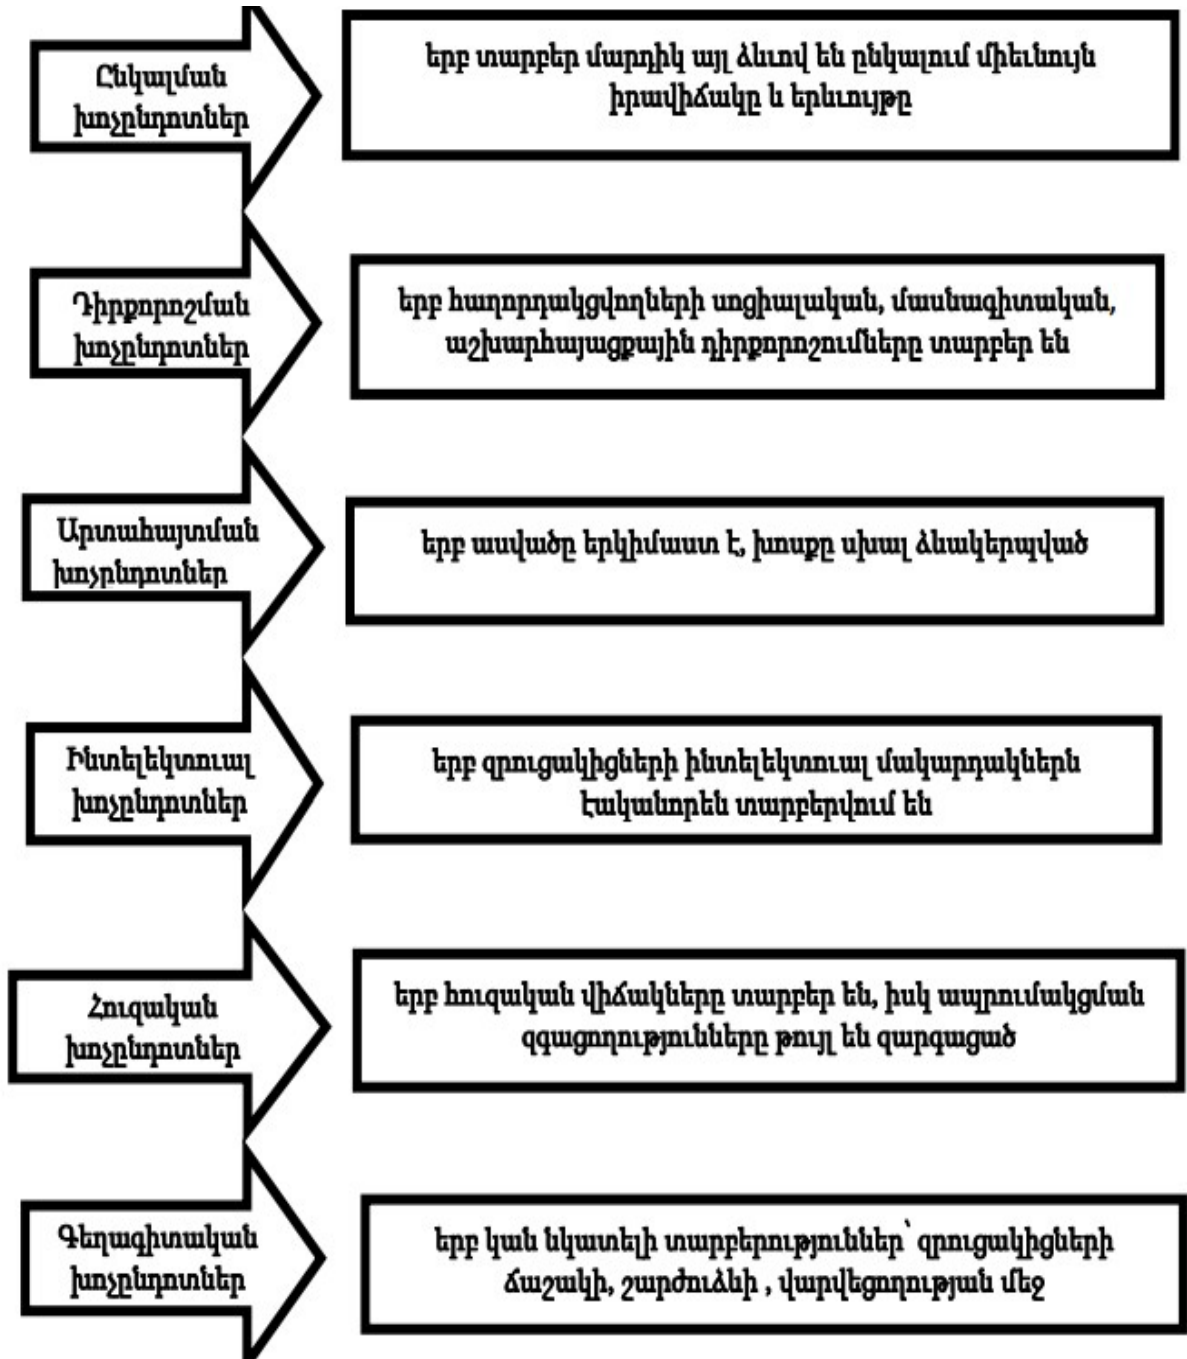 Ընկալման
խոչընդոտներ
երբ տարբեր մարդիկ այլ ձևով են ընկալում միեւնույն
իրավիճակը և երևույթը
Դիրքորոշման
խոչընդոտներ
երբ հաղորդակցվողների սոցիալական, մասնագիտական,
աշխարհայացքային դիրքորոշումները տարբեր են
Արտահայտման
խոչընդոտներ
երբ ասվածը երկիմաստ է, խոսքը սխալ ձևակերպված
Ինտելեկտուալ
խոչընդոտներ
երբ զրուցակիցների ինտելեկտուալ մակարդակներն
էականորեն տարբերվում են
Հուզական
խոչընդոտներ
երբ հուզական վիճակները տարբեր են, իսկ ապրումակցման
զգացողությունները թույլ են զարգացած
Գեղագիտական
խոչընդոտներ
երբ կան նկատելի տարբերություններ՝ զրուցակիցների
ճաշակի, շարժուձևի , վարվեցողության մեջ